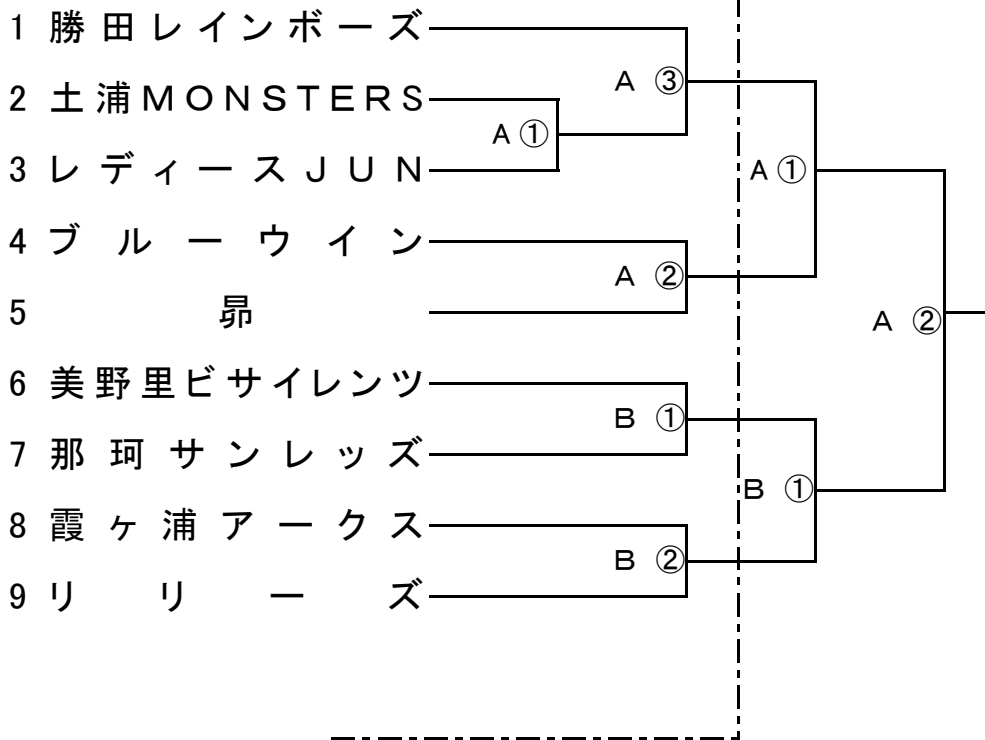 1 勝田レインボーズ
A ③
2 土浦MONSTERS
A ①
3 レディースJUN
A ①
4 ブルーウイン
A ②
5 昴
A ②
6 美野里ビサイレンツ
B ①
7 那珂サンレッズ
B ①
8 霞ヶ浦アークス
B ②
9 リリーズ